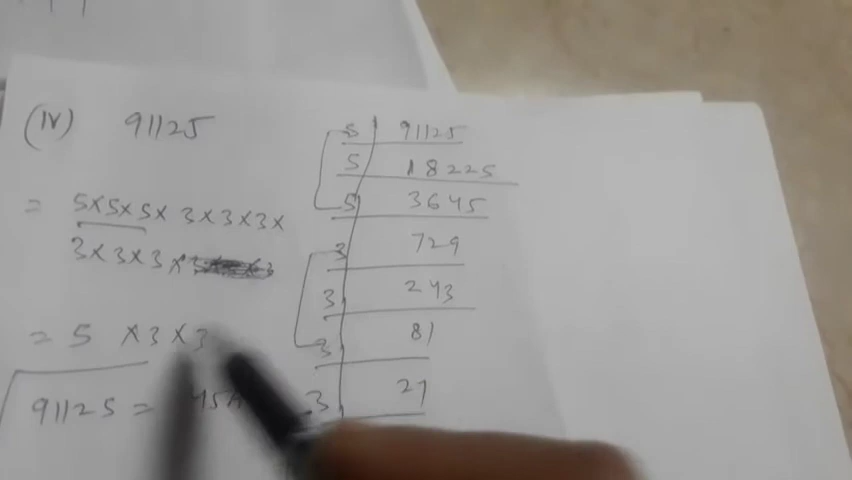 (IV) 91125
= 5×5×5× 3×3×3×
3×3×3×
= 5 ×3×3
91125 =
5 | 91125
5 | 18225
5 | 3645
3 | 729
3 | 243
3 | 81
3 | 27